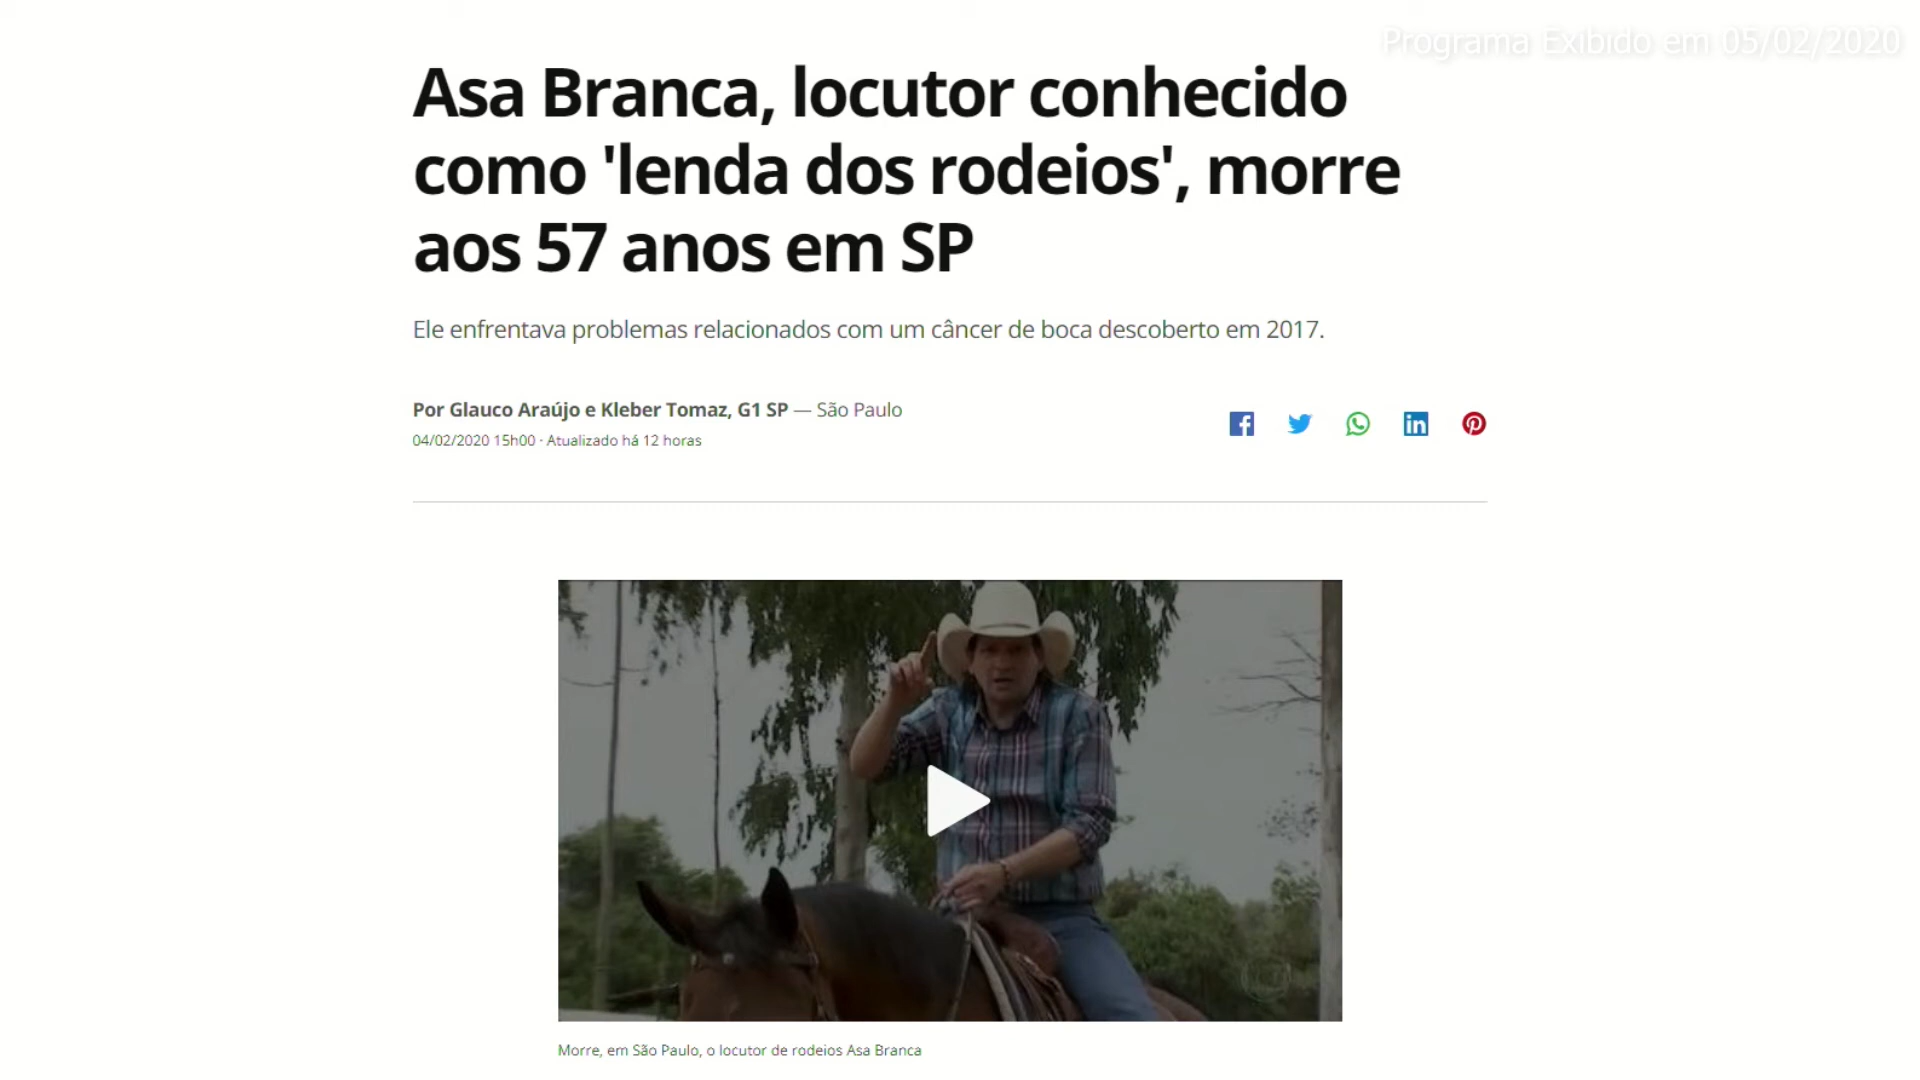 Programa Exibido em 05/02/2020
Asa Branca, locutor conhecido
como 'lenda dos rodeios', morre
aos 57 anos em SP
Ele enfrentava problemas relacionados com um câncer de boca descoberto em 2017.
Por Glauco Araújo e Kleber Tomaz, G1 SP — São Paulo
04/02/2020 15h00 · Atualizado há 12 horas
Morre, em São Paulo, o locutor de rodeios Asa Branca